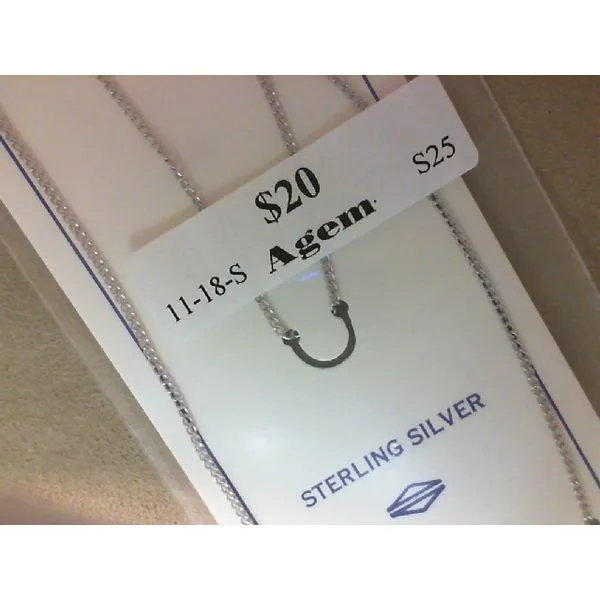 $20 S25
11-18-S Agem.
STERLING SILVER